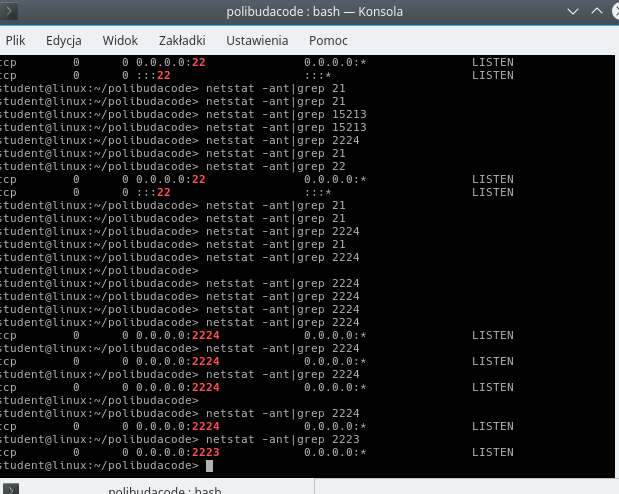 polibudacode : bash — Konsola
Plik Edycja Widok Zakładki Ustawienia Pomoc
tcp 0 0 0.0.0.0:22 0.0.0.0:* LISTEN
tcp 0 0 :::22 :::* LISTEN
student@linux:~/polibudacode> netstat -ant|grep 21
student@linux:~/polibudacode> netstat -ant|grep 21
student@linux:~/polibudacode> netstat -ant|grep 15213
student@linux:~/polibudacode> netstat -ant|grep 15213
student@linux:~/polibudacode> netstat -ant|grep 2224
student@linux:~/polibudacode> netstat -ant|grep 21
student@linux:~/polibudacode> netstat -ant|grep 22
tcp 0 0 0.0.0.0:22 0.0.0.0:* LISTEN
tcp 0 0 :::22 :::* LISTEN
student@linux:~/polibudacode> netstat -ant|grep 21
student@linux:~/polibudacode> netstat -ant|grep 21
student@linux:~/polibudacode> netstat -ant|grep 2224
student@linux:~/polibudacode> netstat -ant|grep 21
student@linux:~/polibudacode> netstat -ant|grep 2224
student@linux:~/polibudacode>
student@linux:~/polibudacode> netstat -ant|grep 2224
student@linux:~/polibudacode> netstat -ant|grep 2224
student@linux:~/polibudacode> netstat -ant|grep 2224
student@linux:~/polibudacode> netstat -ant|grep 2224
tcp 0 0 0.0.0.0:2224 0.0.0.0:* LISTEN
student@linux:~/polibudacode> netstat -ant|grep 2224
tcp 0 0 0.0.0.0:2224 0.0.0.0:* LISTEN
student@linux:~/polibudacode> netstat -ant|grep 2224
tcp 0 0 0.0.0.0:2224 0.0.0.0:* LISTEN
student@linux:~/polibudacode>
student@linux:~/polibudacode> netstat -ant|grep 2224
tcp 0 0 0.0.0.0:2224 0.0.0.0:* LISTEN
student@linux:~/polibudacode> netstat -ant|grep 2223
tcp 0 0 0.0.0.0:2223 0.0.0.0:* LISTEN
student@linux:~/polibudacode>
polibudacode : bash